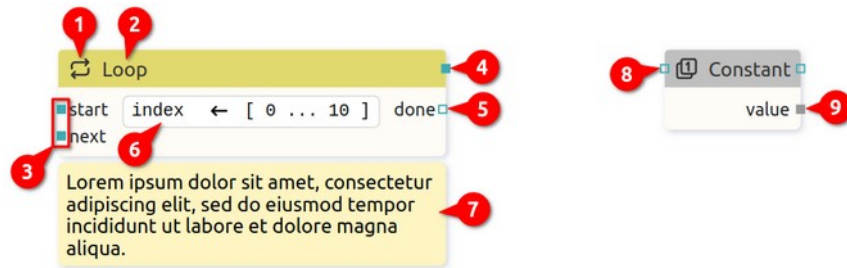 1 2
Loop 4
8 1 Constant
start index ← [ 0 ... 10 ] done 5
value 9
next
3 6
Lorem ipsum dolor sit amet, consectetur
adipiscing elit, sed do eiusmod tempor 7
incididunt ut labore et dolore magna
aliqua.